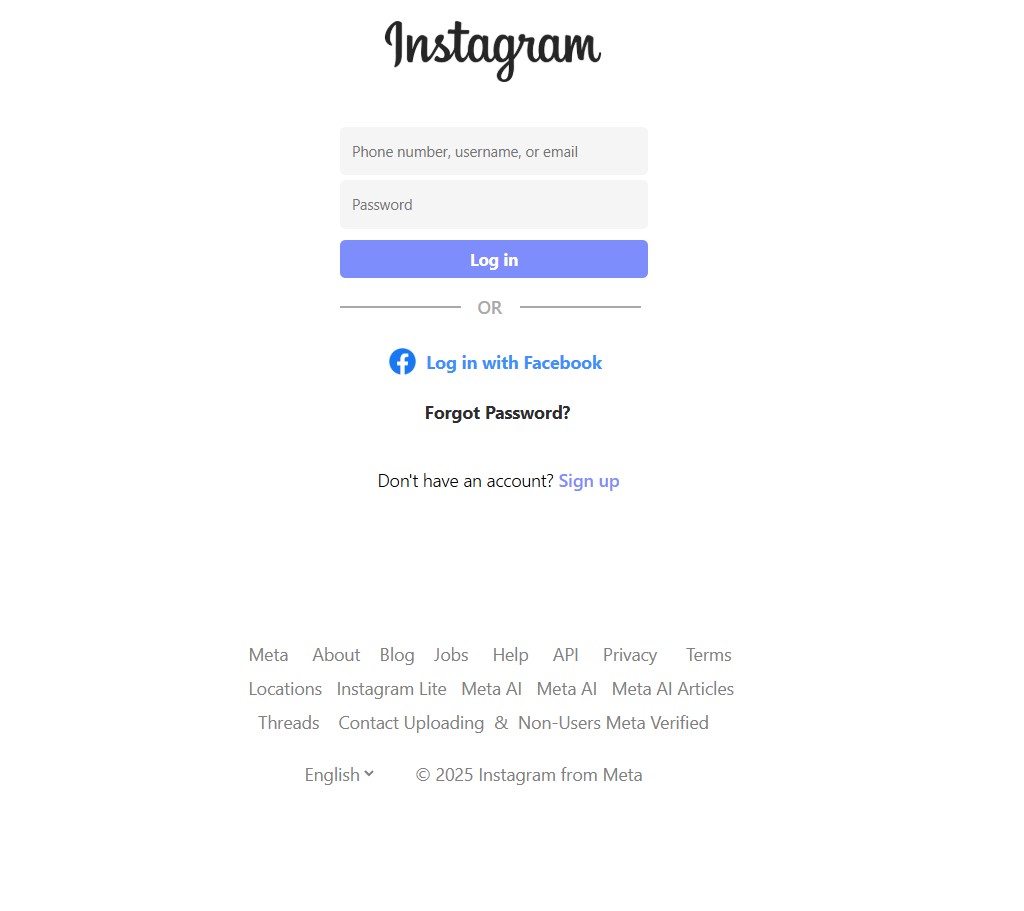 Instagram
Phone number, username, or email
Password
Log in
OR
Log in with Facebook
Forgot Password?
Don't have an account? Sign up
Meta About Blog Jobs Help API Privacy Terms
Locations Instagram Lite Meta AI Meta AI Meta AI Articles
Threads Contact Uploading & Non-Users Meta Verified
English © 2025 Instagram from Meta